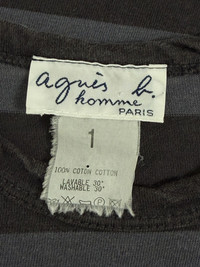 agnès b.
homme
PARIS
1
100% COTON COTTON
LAVABLE 30°
WASHABLE 30°